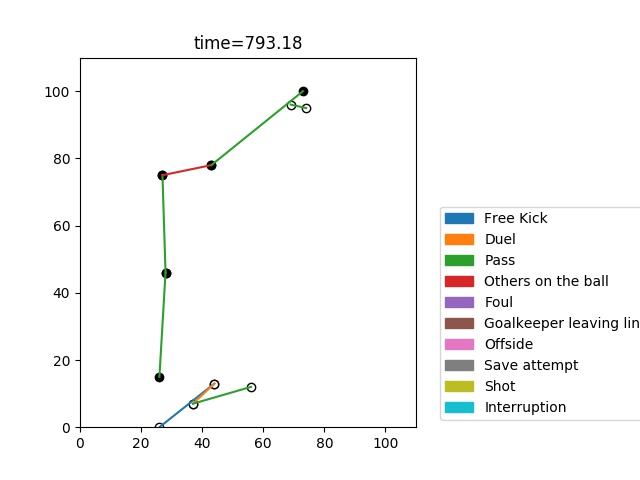 time=793.18
100
80
60
40
20
0
0 20 40 60 80 100
Free Kick
Duel
Pass
Others on the ball
Foul
Goalkeeper leaving lin
Offside
Save attempt
Shot
Interruption